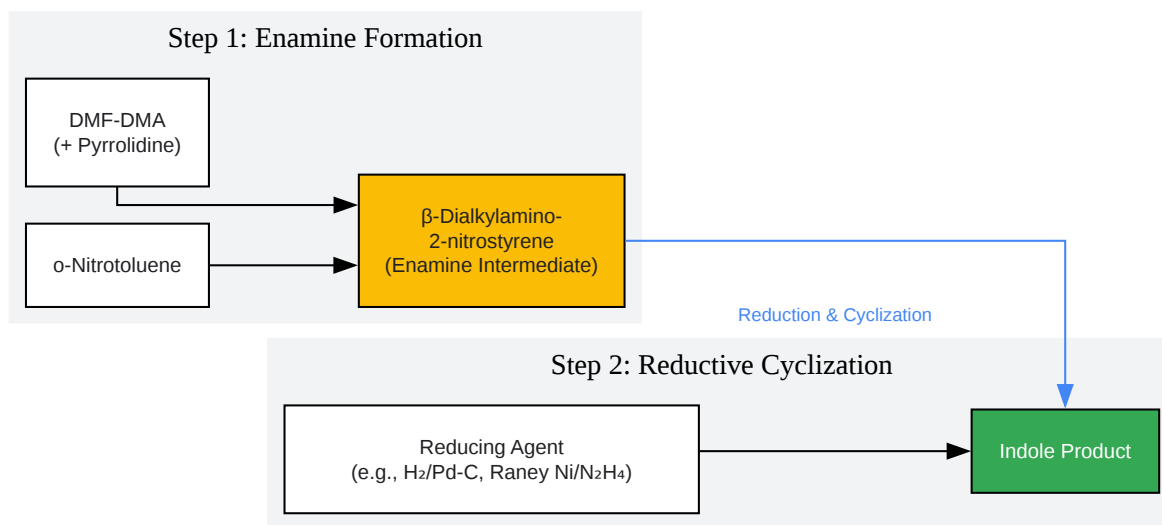 Step 1: Enamine Formation
DMF-DMA
(+ Pyrrolidine)
o-Nitrotoluene
β-Dialkylamino-
2-nitrostyrene
(Enamine Intermediate)
Reduction & Cyclization
Step 2: Reductive Cyclization
Reducing Agent
(e.g., H₂/Pd-C, Raney Ni/N₂H₄)
Indole Product